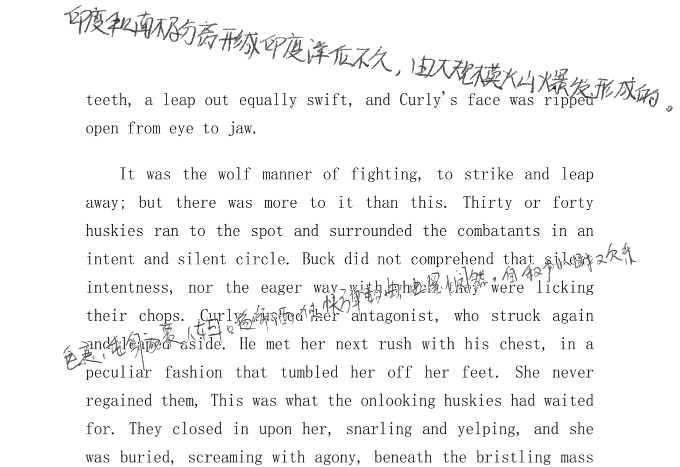 印度和南极分离形成印度洋后不久，由大规模火山爆发形成的。
teeth, a leap out equally swift, and Curly's face was ripped
open from eye to jaw.
It was the wolf manner of fighting, to strike and leap
away; but there was more to it than this. Thirty or forty
huskies ran to the spot and surrounded the combatants in an
intent and silent circle. Buck did not comprehend that silent
intentness, nor the eager way with which they were licking
their chops. Curly rushed her antagonist, who struck again
and leaped aside. He met her next rush with his chest, in a
peculiar fashion that tumbled her off her feet. She never
regained them, This was what the onlooking huskies had waited
for. They closed in upon her, snarling and yelping, and she
was buried, screaming with agony, beneath the bristling mass